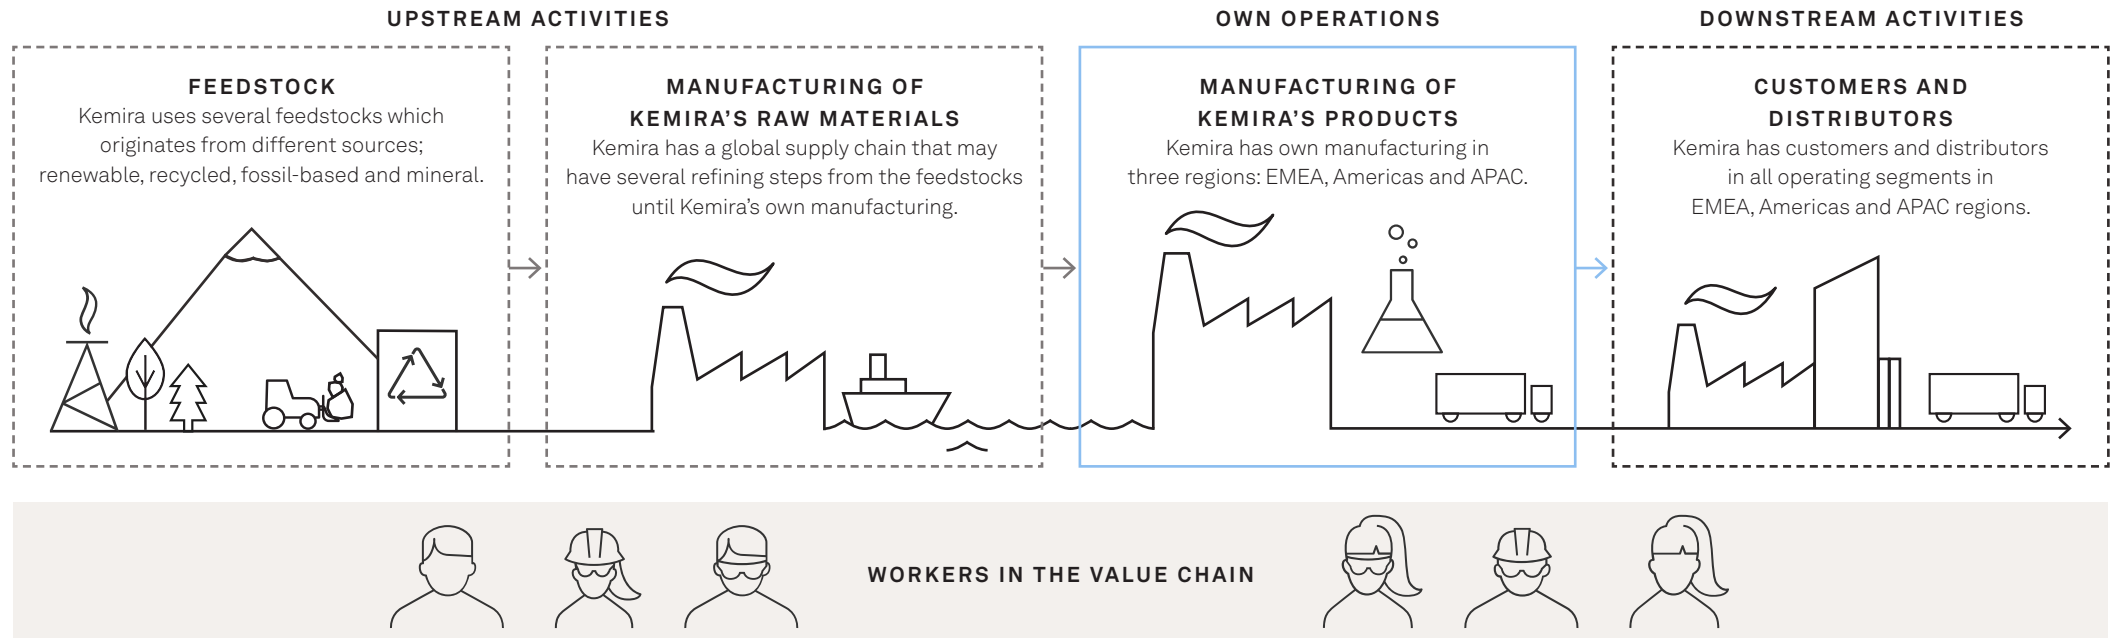 UPSTREAM ACTIVITIES
OWN OPERATIONS
DOWNSTREAM ACTIVITIES
FEEDSTOCK
Kemira uses several feedstocks which
originates from different sources;
renewable, recycled, fossil-based and mineral.
MANUFACTURING OF
KEMIRA’S RAW MATERIALS
Kemira has a global supply chain that may
have several refining steps from the feedstocks
until Kemira’s own manufacturing.
MANUFACTURING OF
KEMIRA’S PRODUCTS
Kemira has own manufacturing in
three regions: EMEA, Americas and APAC.
CUSTOMERS AND
DISTRIBUTORS
Kemira has customers and distributors
in all operating segments in
EMEA, Americas and APAC regions.
WORKERS IN THE VALUE CHAIN